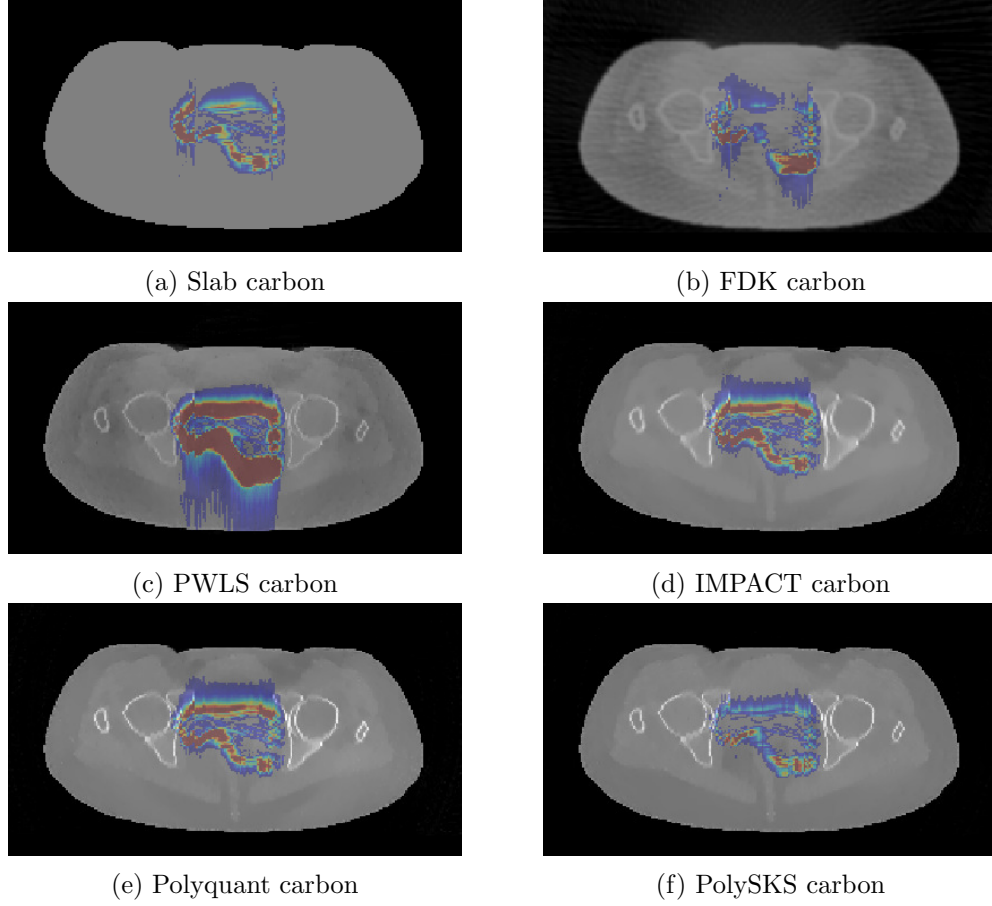 (a) Slab carbon
(b) FDK carbon
(c) PWLS carbon
(d) IMPACT carbon
(e) Polyquant carbon
(f) PolySKS carbon